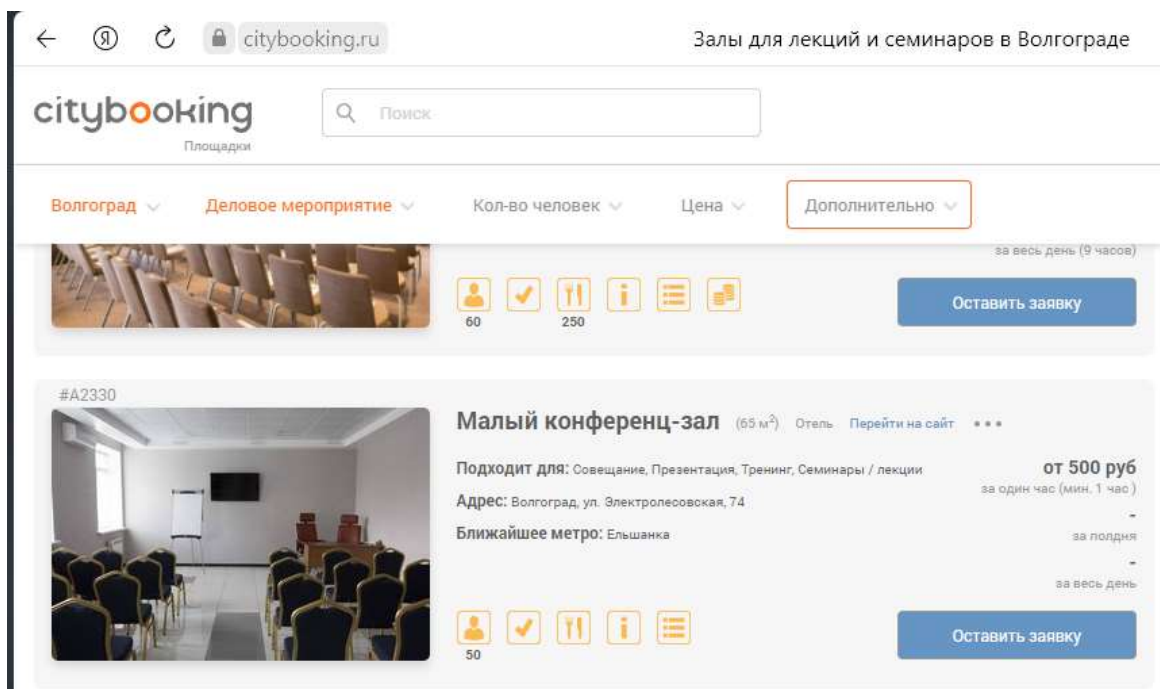 citybooking.ru
Залы для лекций и семинаров в Волгограде
citybooking
Площадки
Поиск
Волгоград
Деловое мероприятие
Кол-во человек
Цена
Дополнительно
за весь день (9 часов)
60
250
Оставить заявку
#A2330
Малый конференц-зал (65 м²) Отель Перейти на сайт
Подходит для: Совещание, Презентация, Тренинг, Семинары / лекции
Адрес: Волгоград, ул. Электролесовская, 74
Ближайшее метро: Ельшанка
от 500 руб
за один час (мин. 1 час )
-
за полдня
-
за весь день
50
Оставить заявку